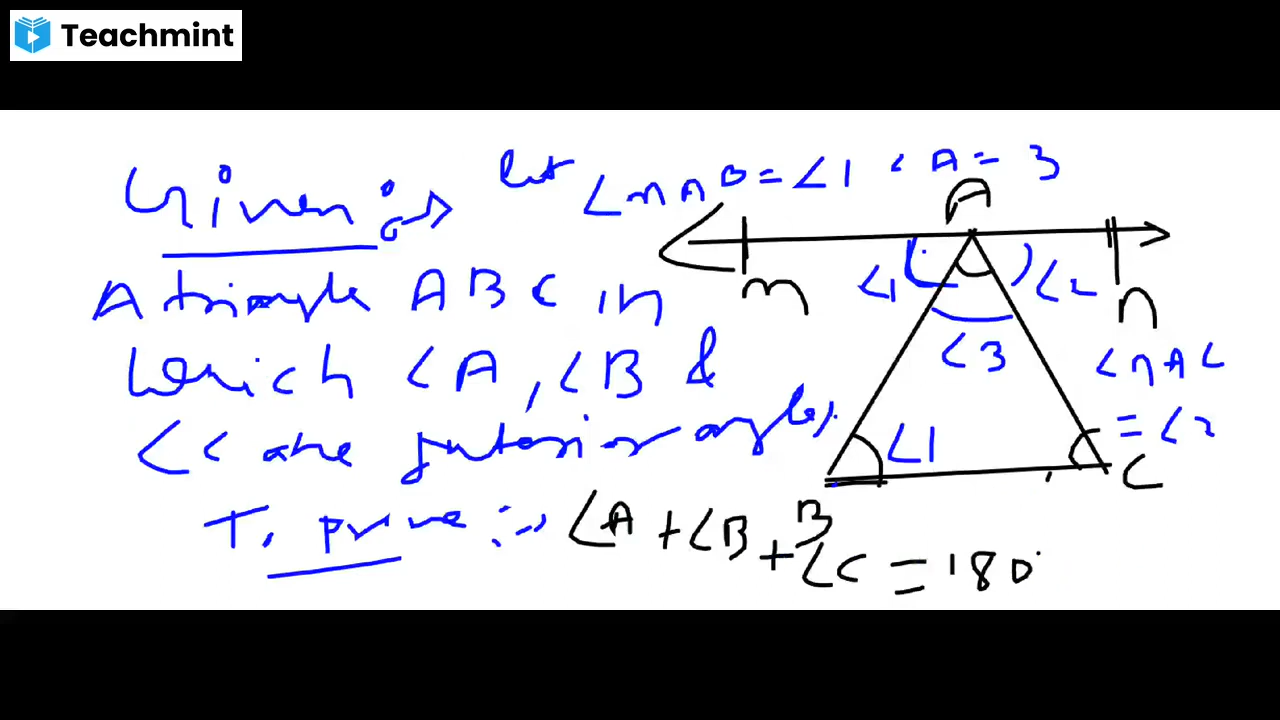 Teachmint
let ∠mAB = ∠1 ∠A = 3
Given :→
A
A triangle ABC in
m
∠1
∠2
n
∠3
which ∠A, ∠B &
∠nAC
= ∠2
∠C are interior angles.
∠1
C
B
To prove :→ ∠A + ∠B
+ ∠C = 180°